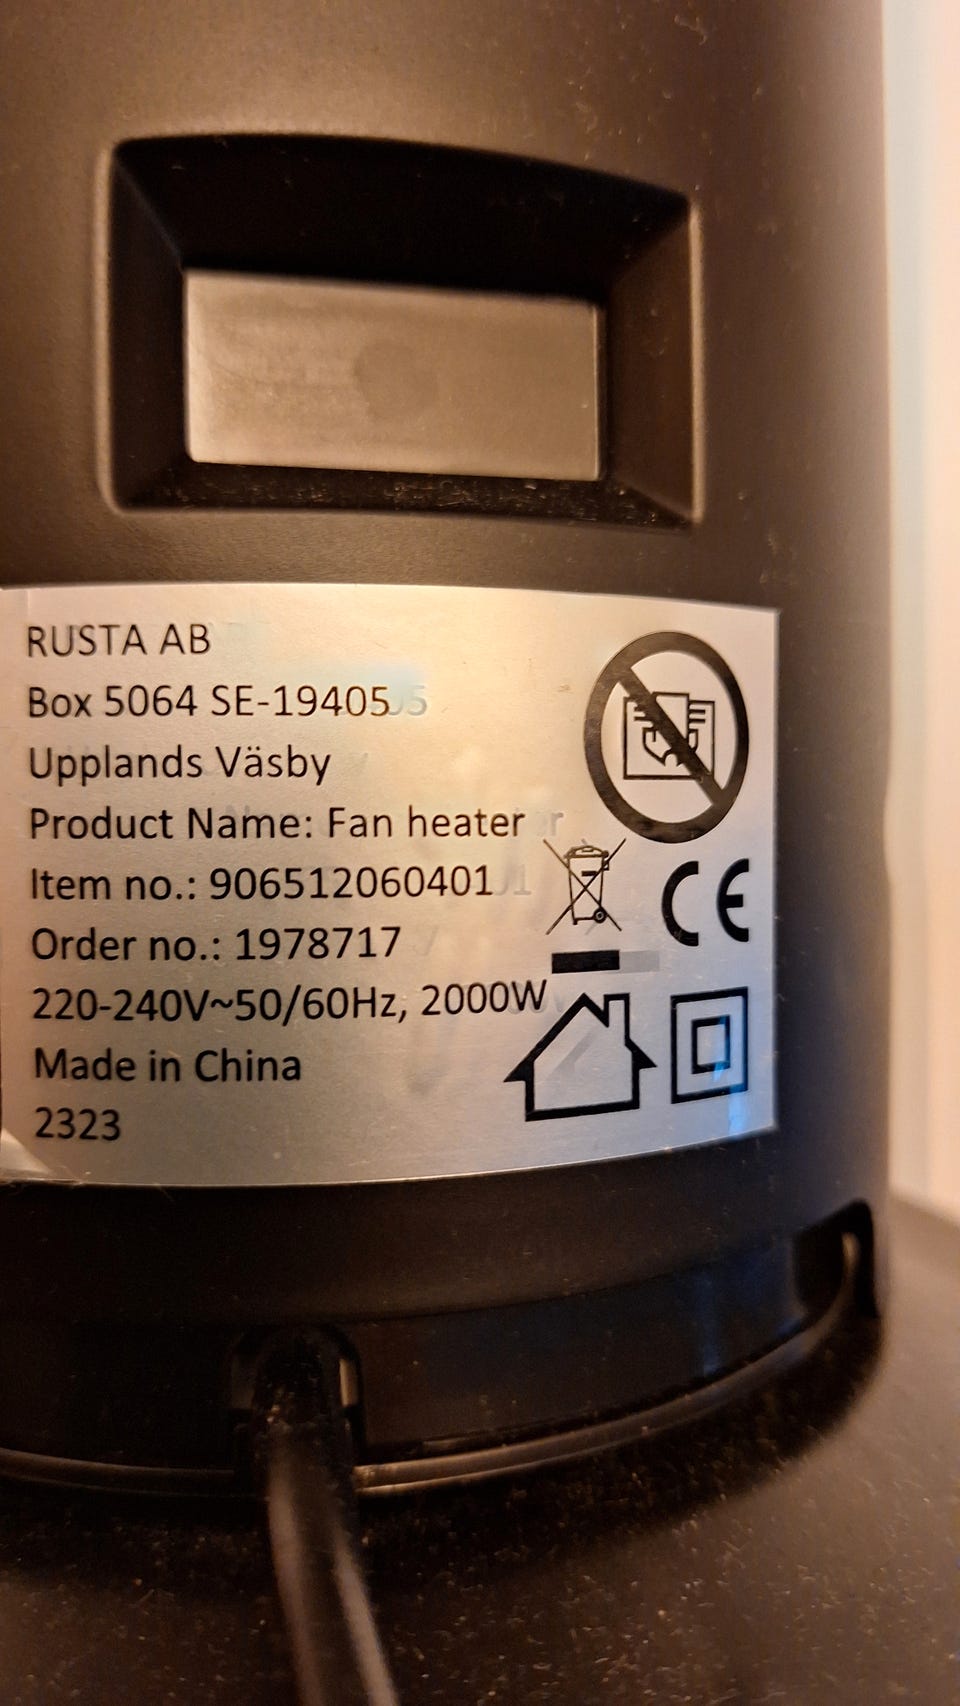 RUSTA AB
Box 5064 SE-19405
Upplands Väsby
Product Name: Fan heater
Item no.: 906512060401
Order no.: 1978717
220-240V~50/60Hz, 2000W
Made in China
2323
CE